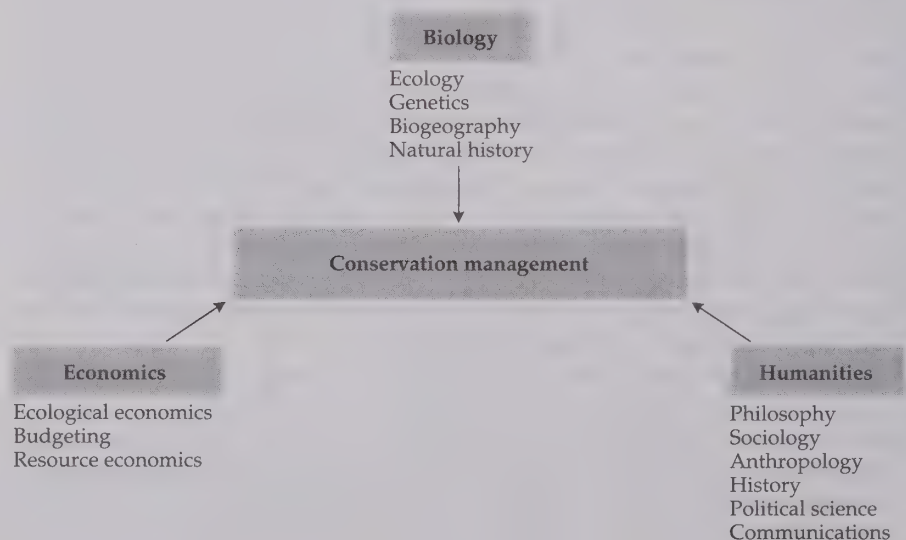 Biology
Ecology
Genetics
Biogeography
Natural history
Conservation management
Economics
Ecological economics
Budgeting
Resource economics
Humanities
Philosophy
Sociology
Anthropology
History
Political science
Communications